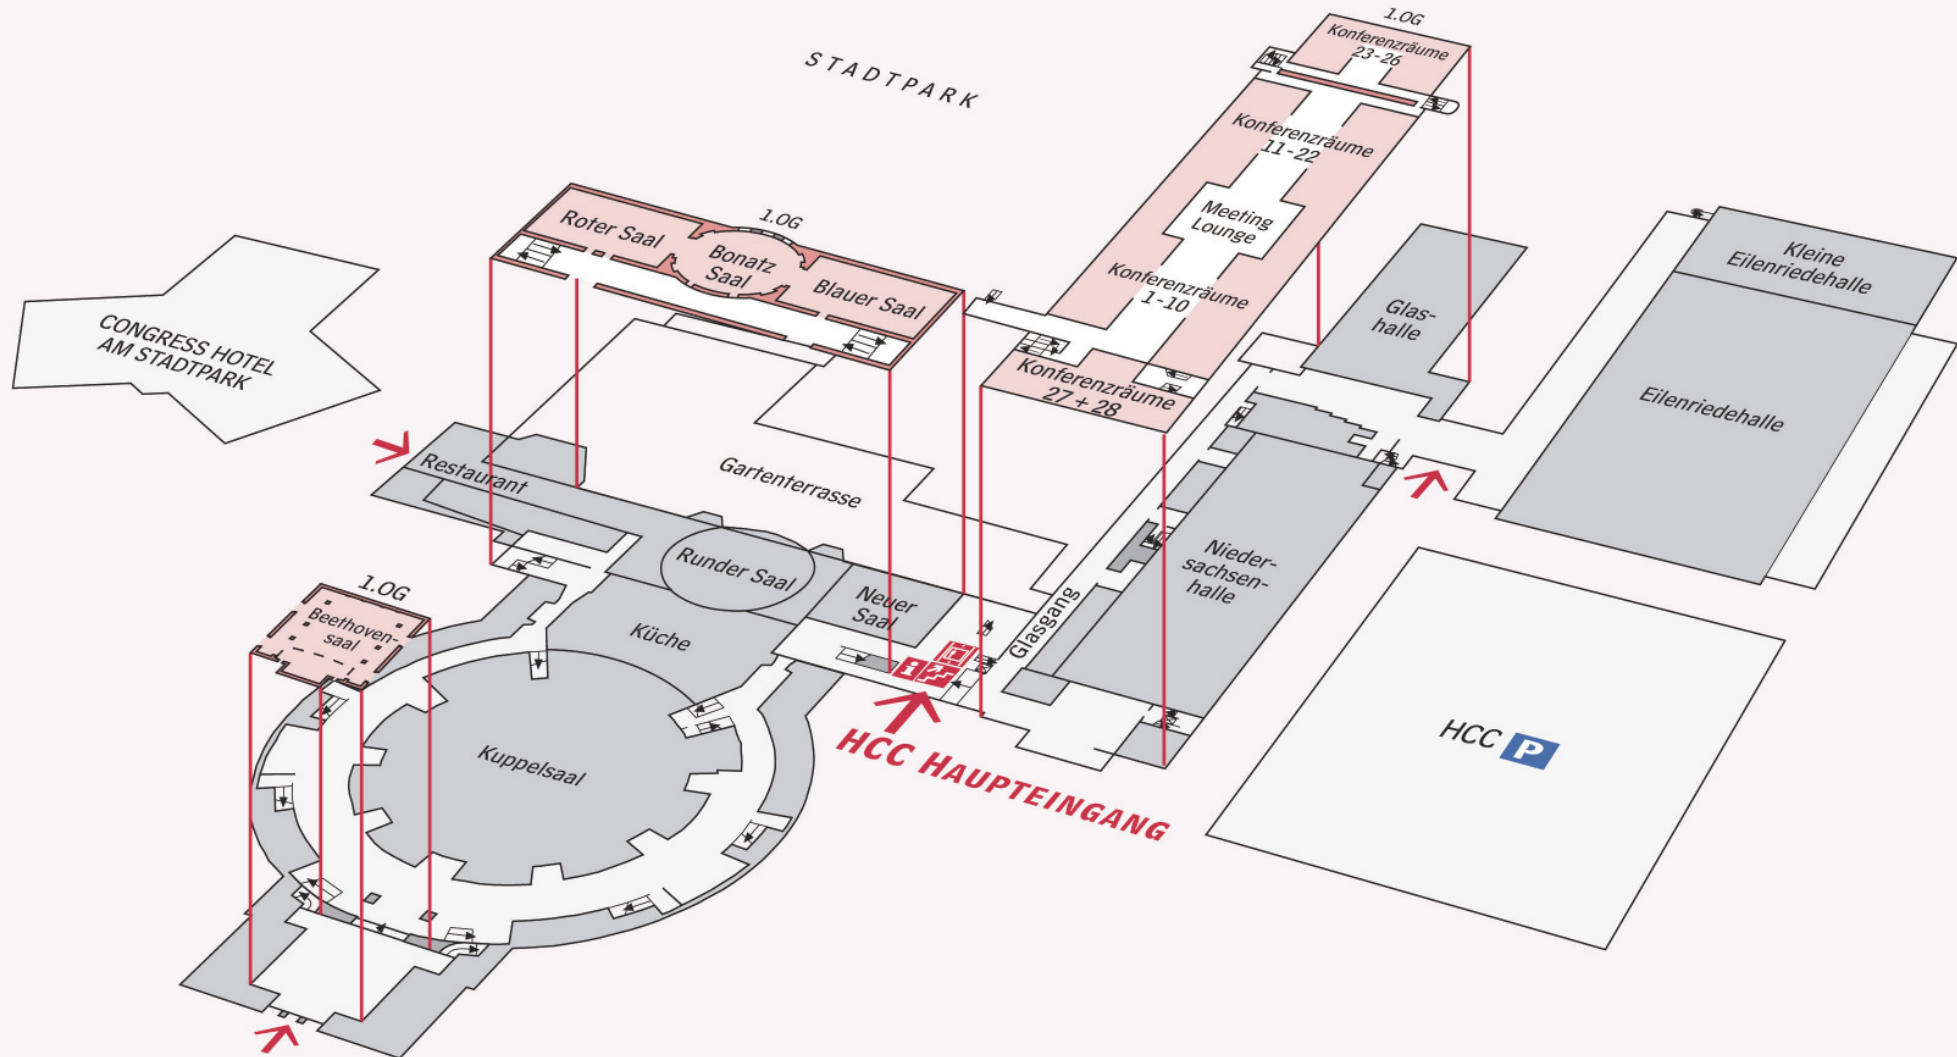 1.OG
Konferenzräume
23-26
STADTPARK
Konferenzräume
11-22
1.OG
Roter Saal
Bonatz
Saal
Blauer Saal
Meeting
Lounge
Konferenzräume
1-10
Konferenzräume
27 + 28
Kleine
Eilenriedehalle
Glas-
halle
Eilenriedehalle
CONGRESS HOTEL
AM STADTPARK
Restaurant
Gartenterrasse
Runder Saal
Neuer
Saal
Nieder-
sachsen-
halle
Glasgang
1.OG
Beethoven-
saal
Küche
Kuppelsaal
i
HCC HAUPTEINGANG
HCC P